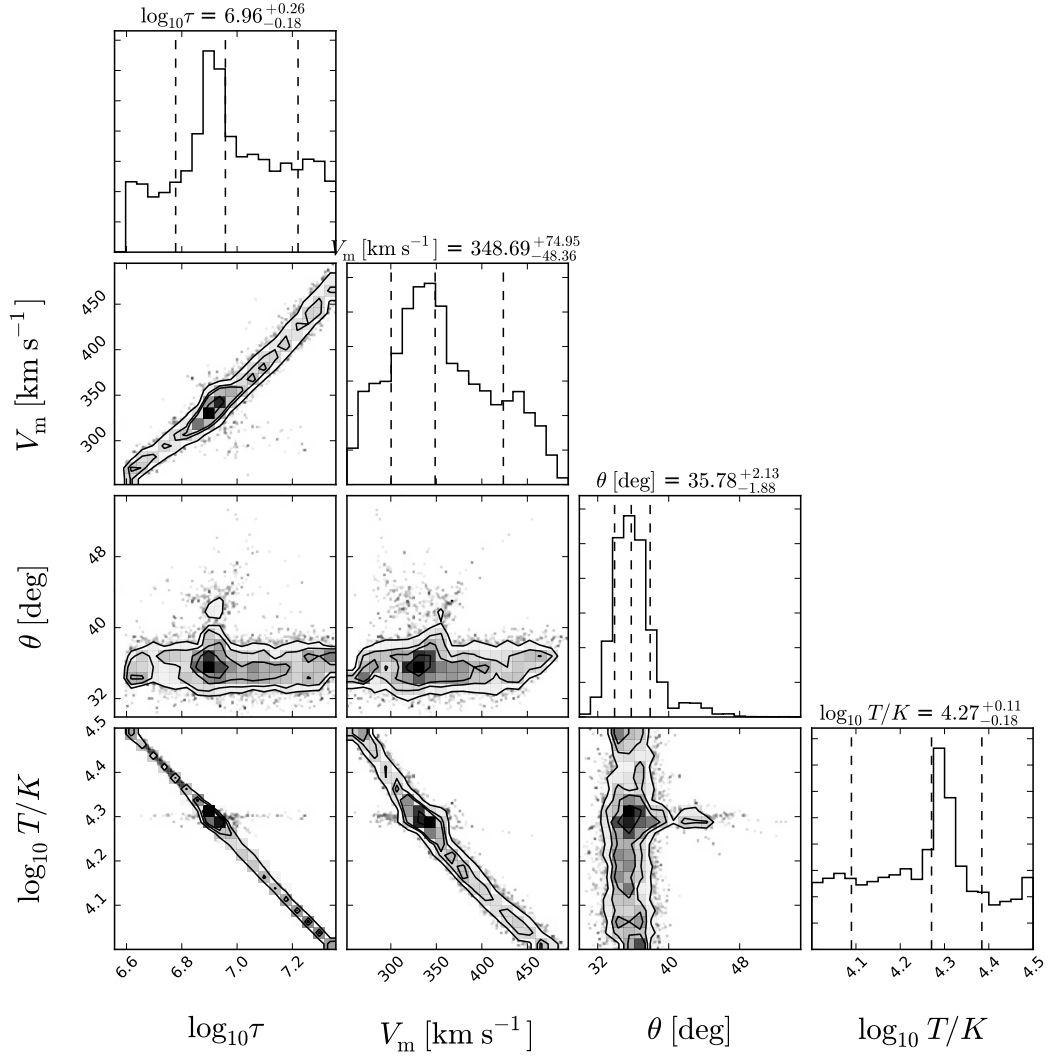 log₁₀τ = 6.96 +0.26 −0.18
Vₘ [km s⁻¹] = 348.69 +74.95 −48.36
450
400
350
300
Vₘ [km s⁻¹]
θ [deg] = 35.78 +2.13 −1.88
48
40
32
θ [deg]
log₁₀ T/K = 4.27 +0.11 −0.18
4.5
4.4
4.3
4.2
4.1
log₁₀ T/K
6.6 6.8 7.0 7.2
300 350 400 450
32 40 48
4.1 4.2 4.3 4.4 4.5
log₁₀τ
Vₘ [km s⁻¹]
θ [deg]
log₁₀ T/K